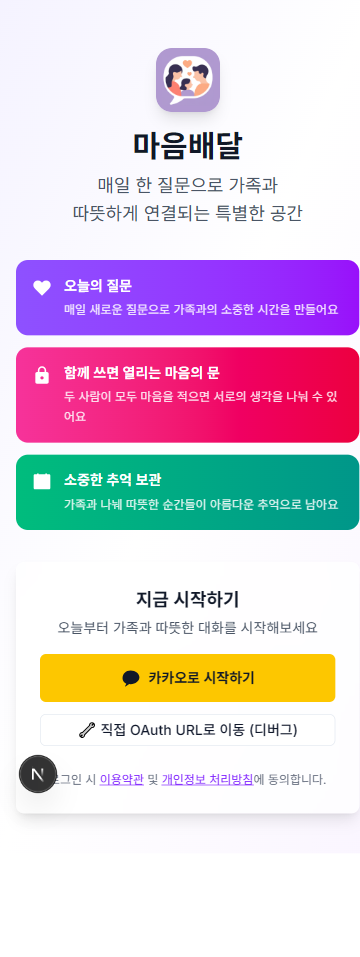 마음배달
매일 한 질문으로 가족과
따뜻하게 연결되는 특별한 공간
오늘의 질문
매일 새로운 질문으로 가족과의 소중한 시간을 만들어요
함께 쓰면 열리는 마음의 문
두 사람이 모두 마음을 적으면 서로의 생각을 나눠 수 있
어요
소중한 추억 보관
가족과 나눠 따뜻한 순간들이 아름다운 추억으로 남아요
지금 시작하기
오늘부터 가족과 따뜻한 대화를 시작해보세요
카카오로 시작하기
직접 OAuth URL로 이동 (디버그)
N
그인 시 이용약관 및 개인정보 처리방침에 동의합니다.